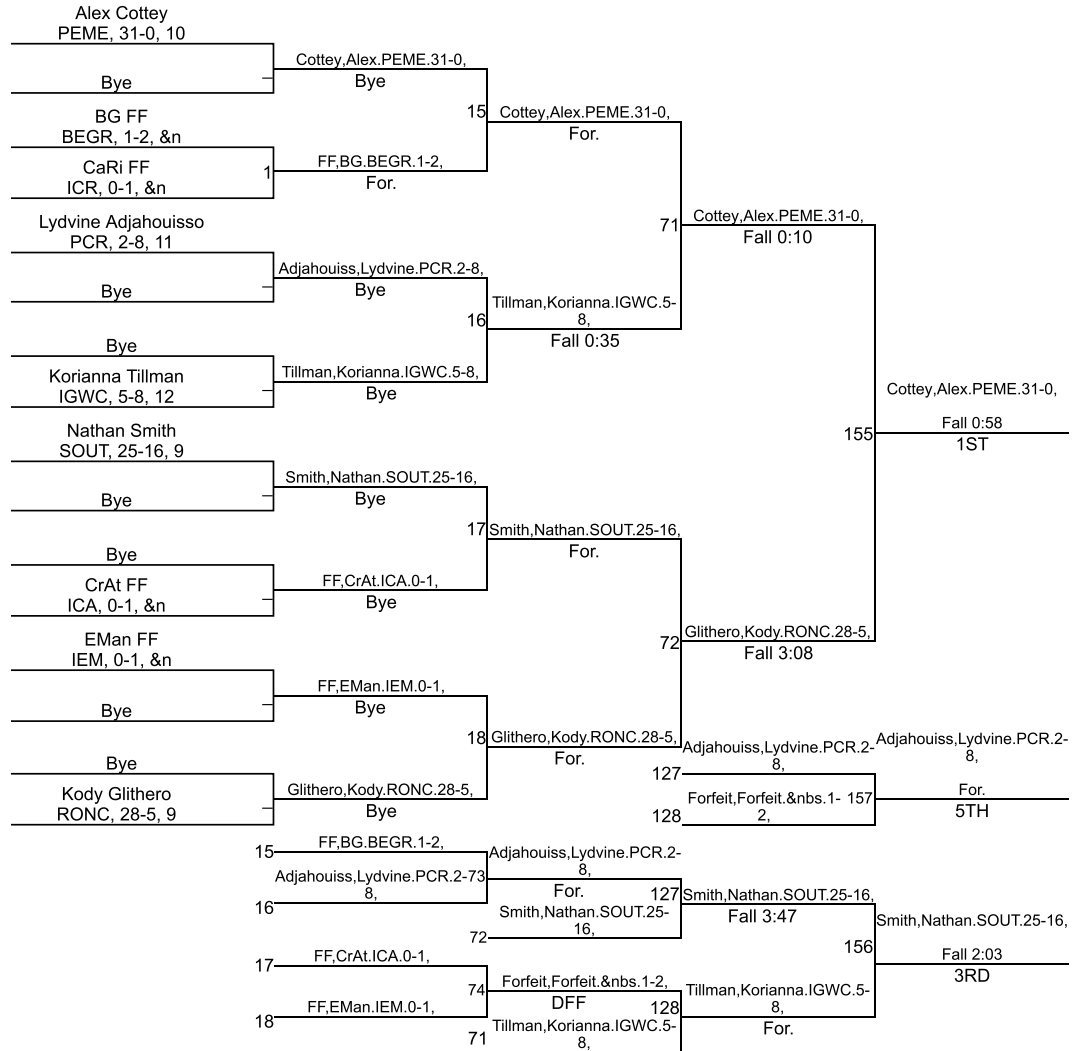 Alex Cottey
PEME, 31-0, 10
Cottey,Alex.PEME.31-0,
Bye
Bye
15
Cottey,Alex.PEME.31-0,
For.
BG FF
BEGR, 1-2, &n
1
FF,BG.BEGR.1-2,
For.
CaRi FF
ICR, 0-1, &n
Lydvine Adjahouisso
PCR, 2-8, 11
71
Cottey,Alex.PEME.31-0,
Fall 0:10
Adjahouiss,Lydvine.PCR.2-8,
Bye
Bye
16
Tillman,Korianna.IGWC.5-
8,
Fall 0:35
Bye
Tillman,Korianna.IGWC.5-8,
Bye
Korianna Tillman
IGWC, 5-8, 12
Cottey,Alex.PEME.31-0,
155
Fall 0:58
1ST
Nathan Smith
SOUT, 25-16, 9
Smith,Nathan.SOUT.25-16,
Bye
Bye
17
Smith,Nathan.SOUT.25-16,
For.
Bye
CrAt FF
ICA, 0-1, &n
FF,CrAt.ICA.0-1,
Bye
EMan FF
IEM, 0-1, &n
72
Glithero,Kody.RONC.28-5,
Fall 3:08
FF,EMan.IEM.0-1,
Bye
Bye
18
Glithero,Kody.RONC.28-5,
For.
Bye
Kody Glithero
RONC, 28-5, 9
Glithero,Kody.RONC.28-5,
Bye
Adjahouiss,Lydvine.PCR.2-
8,
127
Adjahouiss,Lydvine.PCR.2-
8,
Forfeit,Forfeit.&nbs.1-
2,
128
157
For.
5TH
15
FF,BG.BEGR.1-2,
Adjahouiss,Lydvine.PCR.2-
8,
16
73
Adjahouiss,Lydvine.PCR.2-
8,
For.
127
Smith,Nathan.SOUT.25-
16,
72
Smith,Nathan.SOUT.25-16,
Fall 3:47
156
Smith,Nathan.SOUT.25-16,
Fall 2:03
3RD
17
FF,CrAt.ICA.0-1,
74
Forfeit,Forfeit.&nbs.1-2,
DFF
18
FF,EMan.IEM.0-1,
128
Tillman,Korianna.IGWC.5-
8,
For.
71
Tillman,Korianna.IGWC.5-
8,